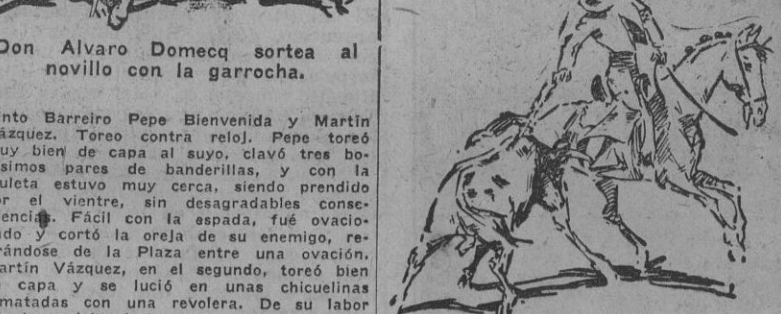 Don Alvaro Domecq sortea al
novillo con la garrocha.
nto Barreiro Pepe Bienvenida y Martín
ázquez. Toreo contra reloj. Pepe toreó
uy bien de capa al suyo, clavó tres bo-
simos pares de banderillas, y con la
uleta estuvo muy cerca, siendo prendido
or el vientre, sin desagradables conse-
encias. Fácil con la espada, fué ovacio-
do y cortó la oreja de su enemigo, re-
rándose de la Plaza entre una ovación.
artín Vázquez, en el segundo, toreó bien
capa y se lució en unas chicuelinas
matadas con una revolera. De su labor